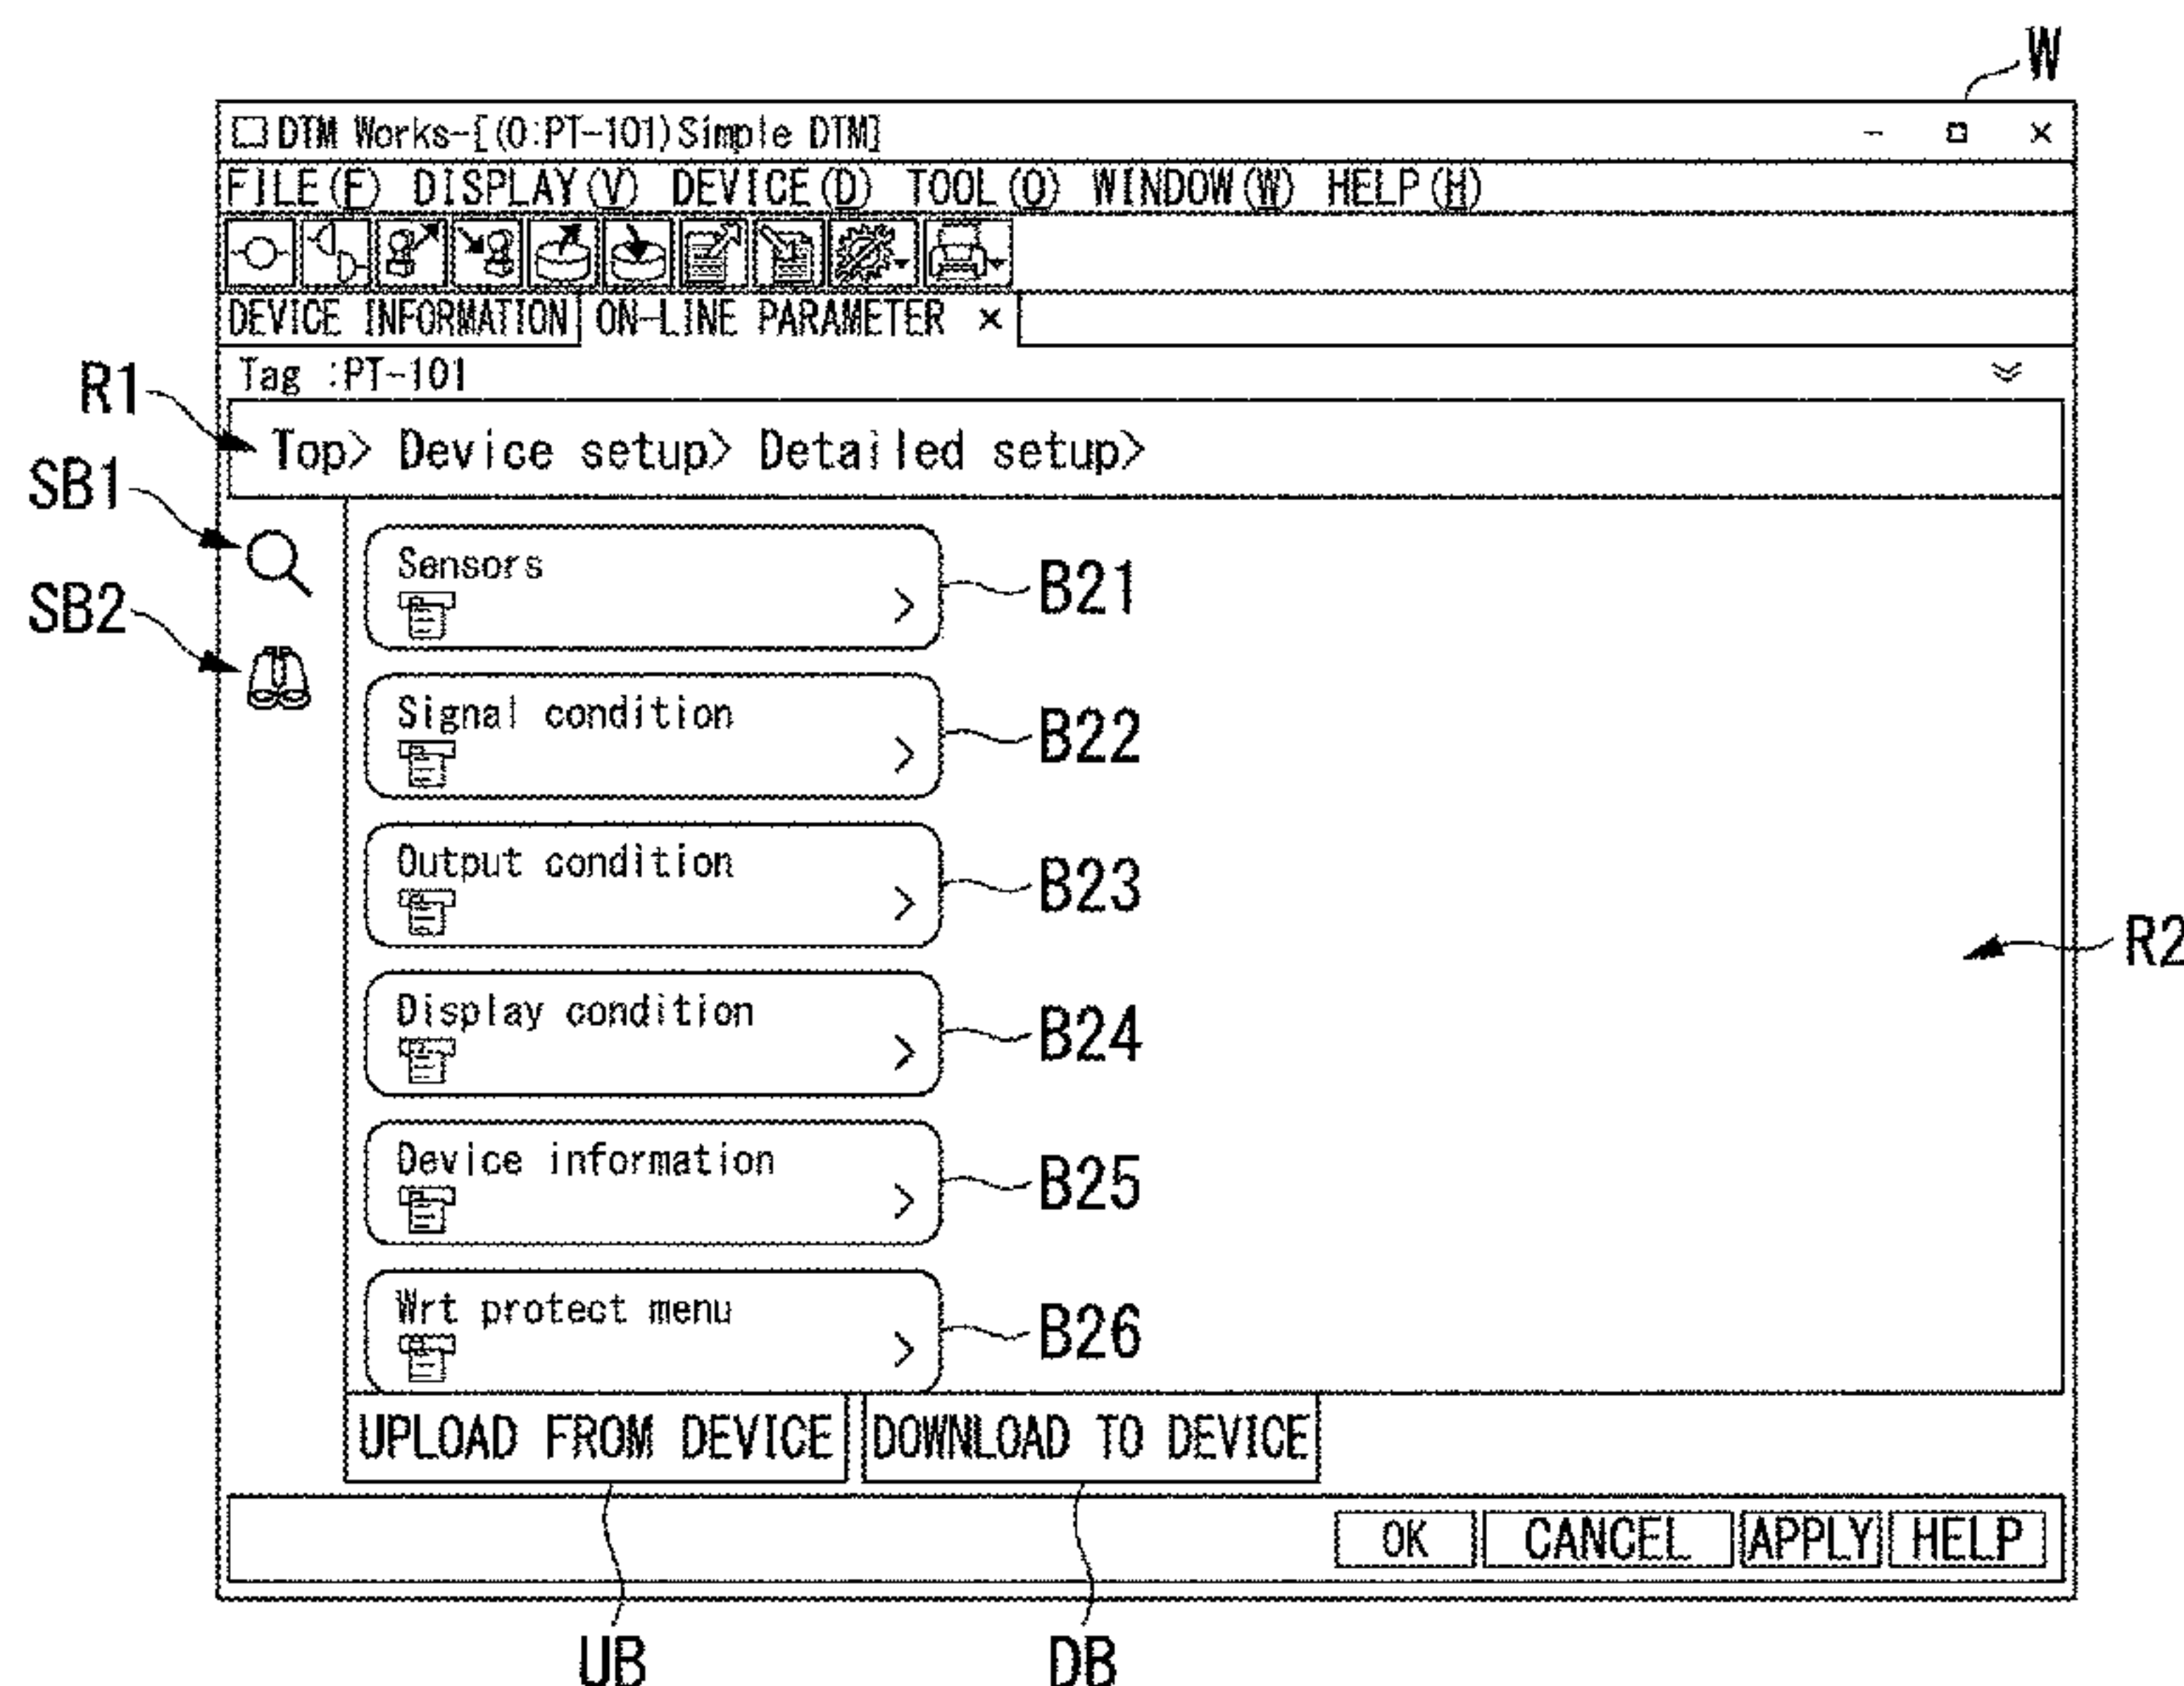 W
DTM Works-[(0:PT-101)Simple DTM]
FILE(F) DISPLAY(V) DEVICE(D) TOOL(O) WINDOW(W) HELP(H)
DEVICE INFORMATION ON-LINE PARAMETER ×
Tag :PT-101
R1
Top> Device setup> Detailed setup>
SB1
Sensors
B21
SB2
Signal condition
B22
Output condition
B23
R2
Display condition
B24
Device information
B25
Wrt protect menu
B26
UPLOAD FROM DEVICE DOWNLOAD TO DEVICE
OK CANCEL APPLY HELP
UB DB